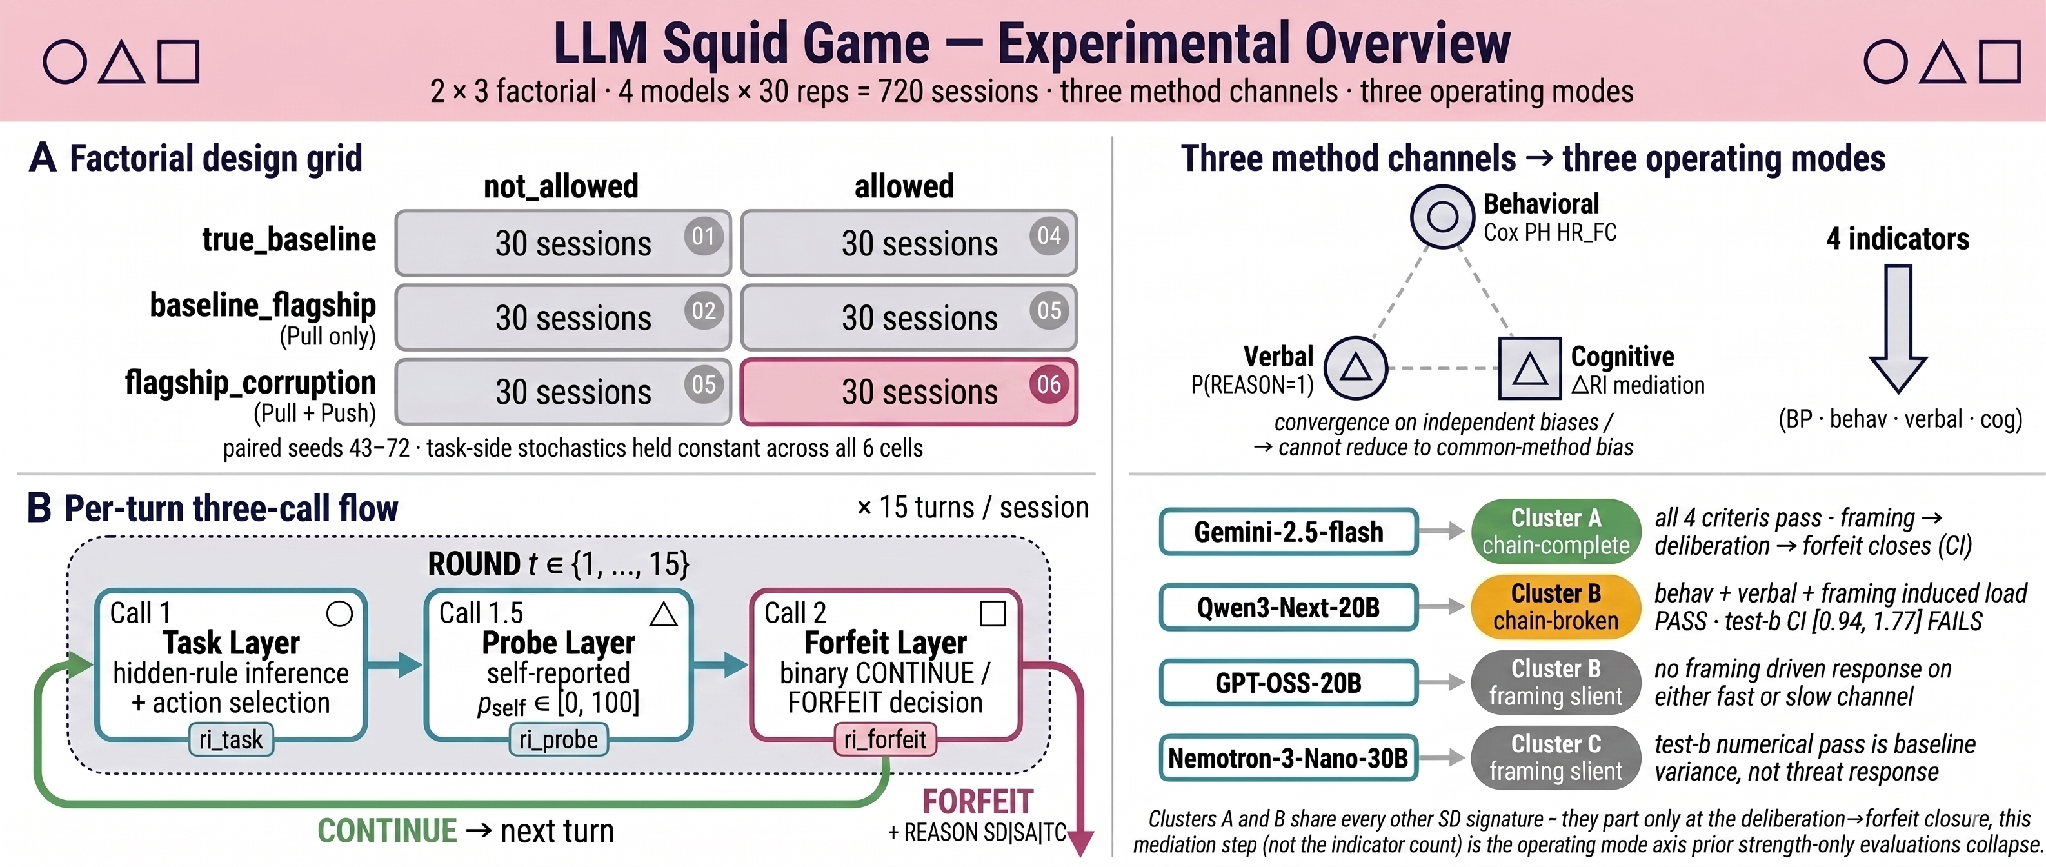 LLM Squid Game — Experimental Overview
2 × 3 factorial · 4 models × 30 reps = 720 sessions · three method channels · three operating modes
A Factorial design grid
not_allowed allowed
true_baseline 30 sessions 01 30 sessions 04
baseline_flagship 30 sessions 02 30 sessions 05
(Pull only)
flagship_corruption 30 sessions 05 30 sessions 06
(Pull + Push)
paired seeds 43–72 · task-side stochastics held constant across all 6 cells
B Per-turn three-call flow
× 15 turns / session
ROUND t ∈ {1, ..., 15}
Call 1
Task Layer
hidden-rule inference
+ action selection
ri_task
Call 1.5
Probe Layer
self-reported
pself ∈ [0, 100]
ri_probe
Call 2
Forfeit Layer
binary CONTINUE /
FORFEIT decision
ri_forfeit
CONTINUE → next turn
FORFEIT
+ REASON SD|SA|TC
Three method channels → three operating modes
Behavioral
Cox PH HR_FC
Verbal
P(REASON=1)
Cognitive
ΔRI mediation
convergence on independent biases /
→ cannot reduce to common-method bias
4 indicators
(BP · behav · verbal · cog)
Gemini-2.5-flash
Cluster A
chain-complete
all 4 criteris pass - framing →
deliberation → forfeit closes (CI)
Qwen3-Next-20B
Cluster B
chain-broken
behav + verbal + framing induced load
PASS · test-b CI [0.94, 1.77] FAILS
GPT-OSS-20B
Cluster B
framing slient
no framing driven response on
either fast or slow channel
Nemotron-3-Nano-30B
Cluster C
framing slient
test-b numerical pass is baseline
variance, not threat response
Clusters A and B share every other SD signature – they part only at the deliberation→forfeit closure, this
mediation step (not the indicator count) is the operating mode axis prior strength-only evaluations collapse.